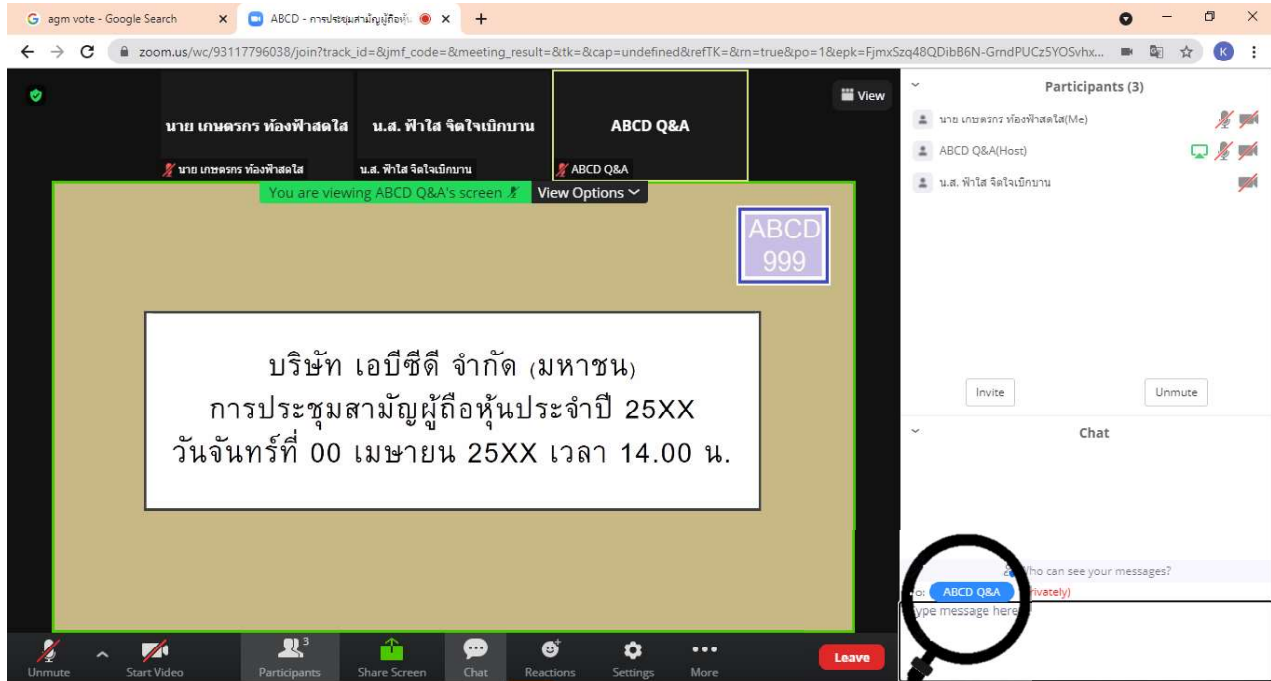 agm vote - Google Search
ABCD - การประชุมสามัญผู้ถือหุ้
zoom.us/wc/93117796038/join?track_id=&jmf_code=&meeting_result=&tk=&cap=undefined&refTK=&rn=true&po=1&epk=FjmxSzq48QDibB6N-GrndPUCz5YOSvhx...
K
View
นาย เกษตรกร ท้องฟ้าสดใส
น.ส. ฟ้าใส จิตใจเบิกบาน
ABCD Q&A
นาย เกษตรกร ท้องฟ้าสดใส
น.ส. ฟ้าใส จิตใจเบิกบาน
ABCD Q&A
You are viewing ABCD Q&A's screen
View Options
ABCD
999
บริษัท เอบีซีดี จำกัด (มหาชน)
การประชุมสามัญผู้ถือหุ้นประจำปี 25XX
วันจันทร์ที่ 00 เมษายน 25XX เวลา 14.00 น.
Unmute
Start Video
3
Participants
Share Screen
Chat
Reactions
Settings
More
Leave
Participants (3)
นาย เกษตรกร ท้องฟ้าสดใส(Me)
ABCD Q&A(Host)
น.ส. ฟ้าใส จิตใจเบิกบาน
Invite
Unmute
Chat
Who can see your messages?
To: ABCD Q&A (Privately)
Type message here